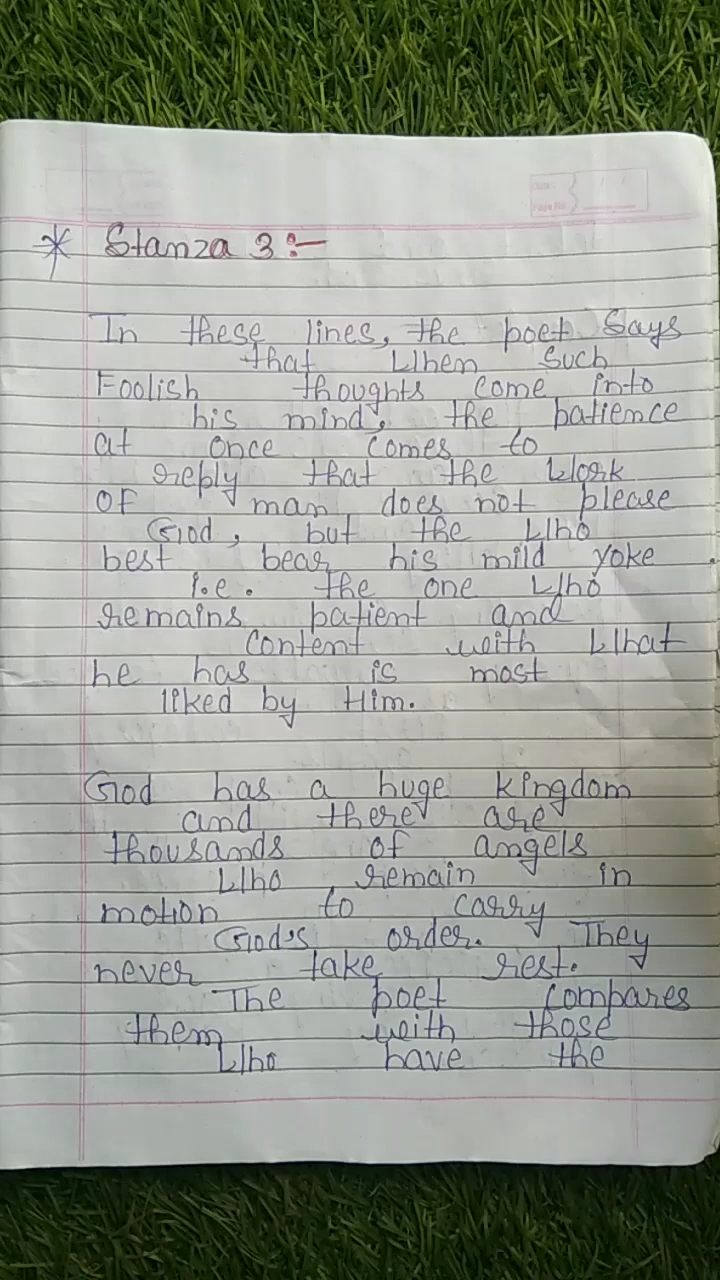 * Stanza 3 :-
In these lines, the poet says
that when such
Foolish thoughts come into
his mind, the patience
at once comes to
reply that the work
of man does not please
God, but the who
best bear his mild yoke
i.e. the one who
remains patient and
content with what
he has is most
liked by Him.
God has a huge kingdom
and there are
thousands of angels
who remain in
motion to carry
God's order. They
never take rest.
The poet compares
them with those
who have the